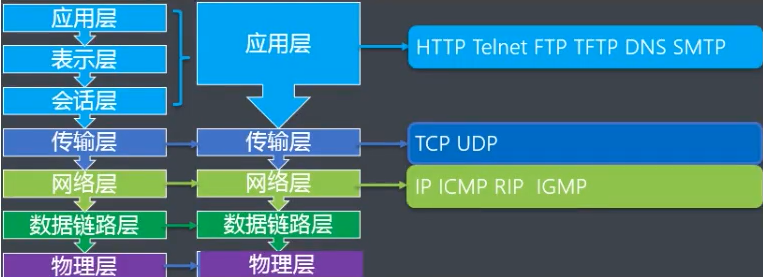 应用层
表示层
会话层
传输层
网络层
数据链路层
物理层
应用层
传输层
网络层
数据链路层
物理层
HTTP Telnet FTP TFTP DNS SMTP
TCP UDP
IP ICMP RIP IGMP